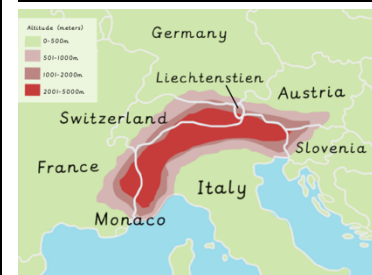 Altitude (meters)
0-500m
501-1000m
1001-2000m
2001-5000m
Germany
Liechtenstien
Austria
Switzerland
Slovenia
France
Italy
Monaco